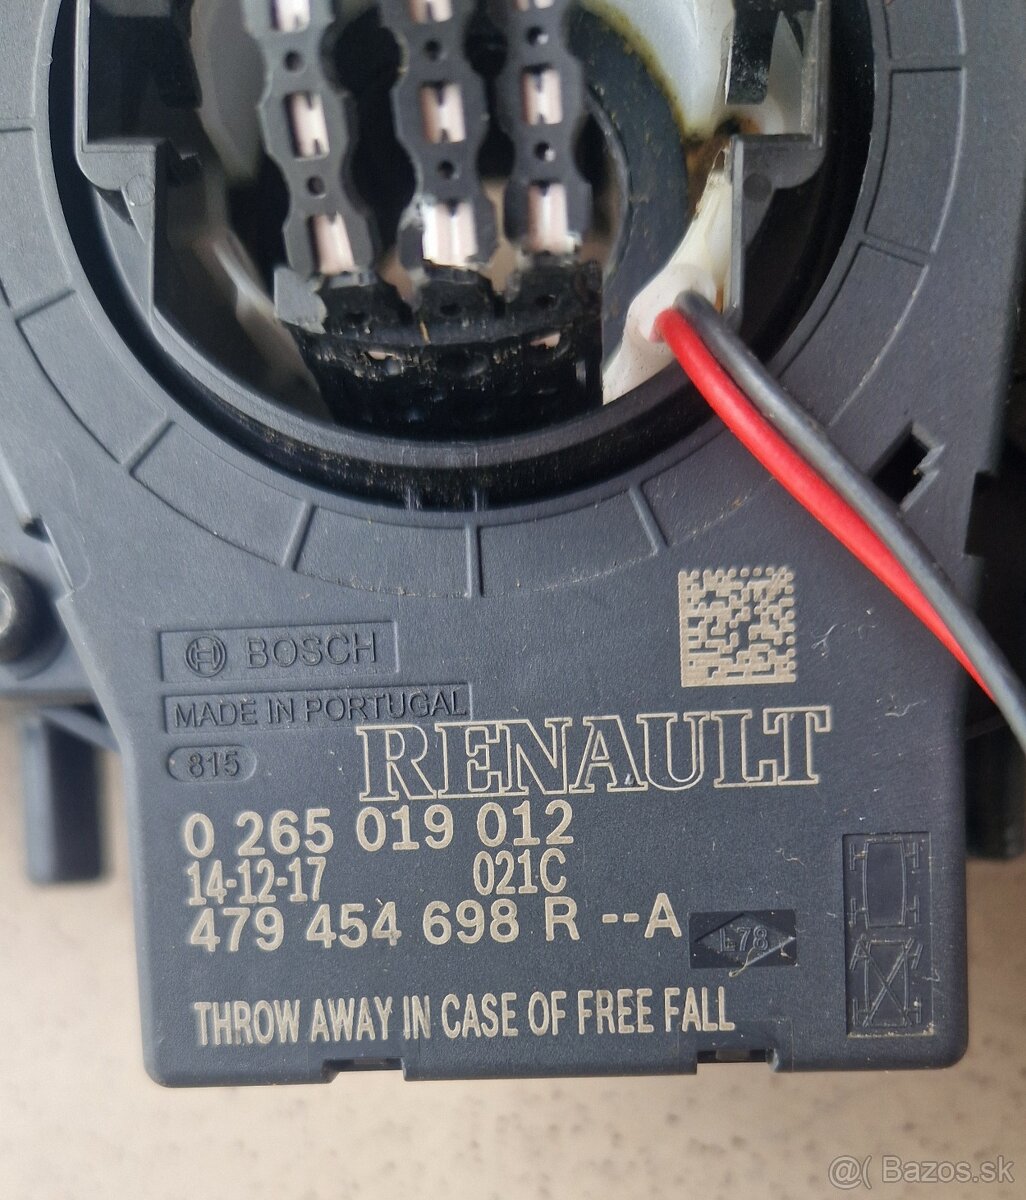 BOSCH
MADE IN PORTUGAL
815
RENAULT
0 265 019 012
14-12-17 021C
479 454 698 R --A
L78
THROW AWAY IN CASE OF FREE FALL
@( Bazos.sk